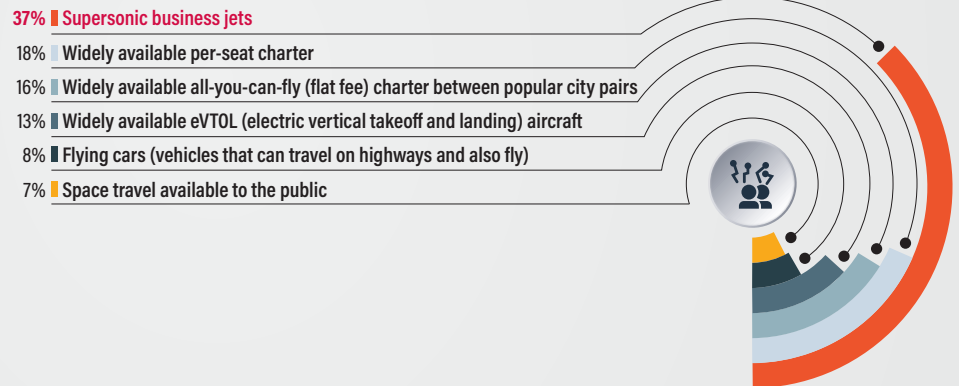 37% Supersonic business jets
18% Widely available per-seat charter
16% Widely available all-you-can-fly (flat fee) charter between popular city pairs
13% Widely available eVTOL (electric vertical takeoff and landing) aircraft
8% Flying cars (vehicles that can travel on highways and also fly)
7% Space travel available to the public